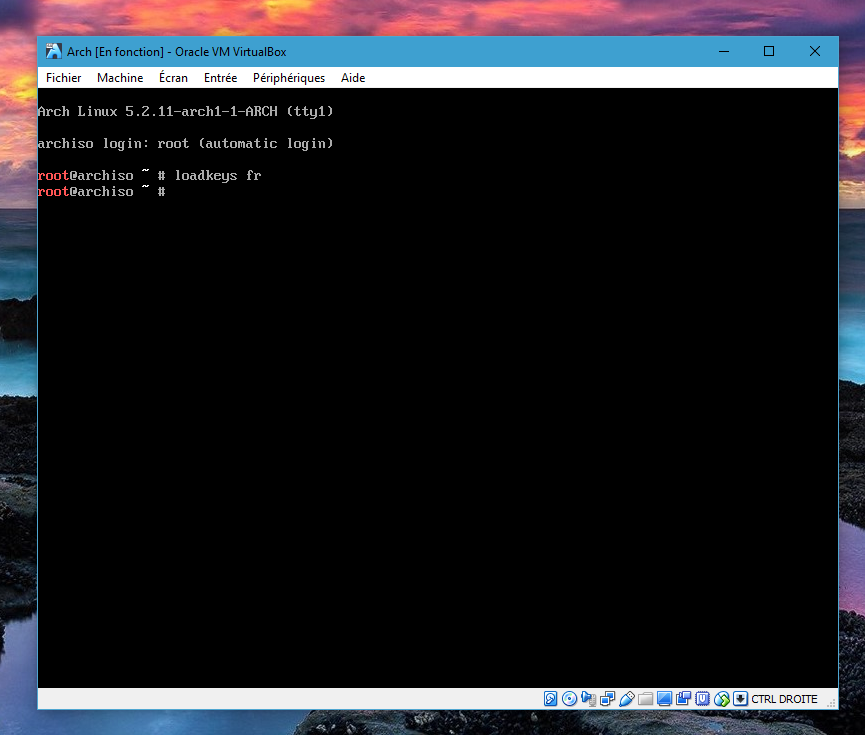 Arch [En fonction] - Oracle VM VirtualBox
Fichier Machine Écran Entrée Périphériques Aide
Arch Linux 5.2.11-arch1-1-ARCH (tty1)
archiso login: root (automatic login)
root@archiso ~ # loadkeys fr
root@archiso ~ #
CTRL DROITE